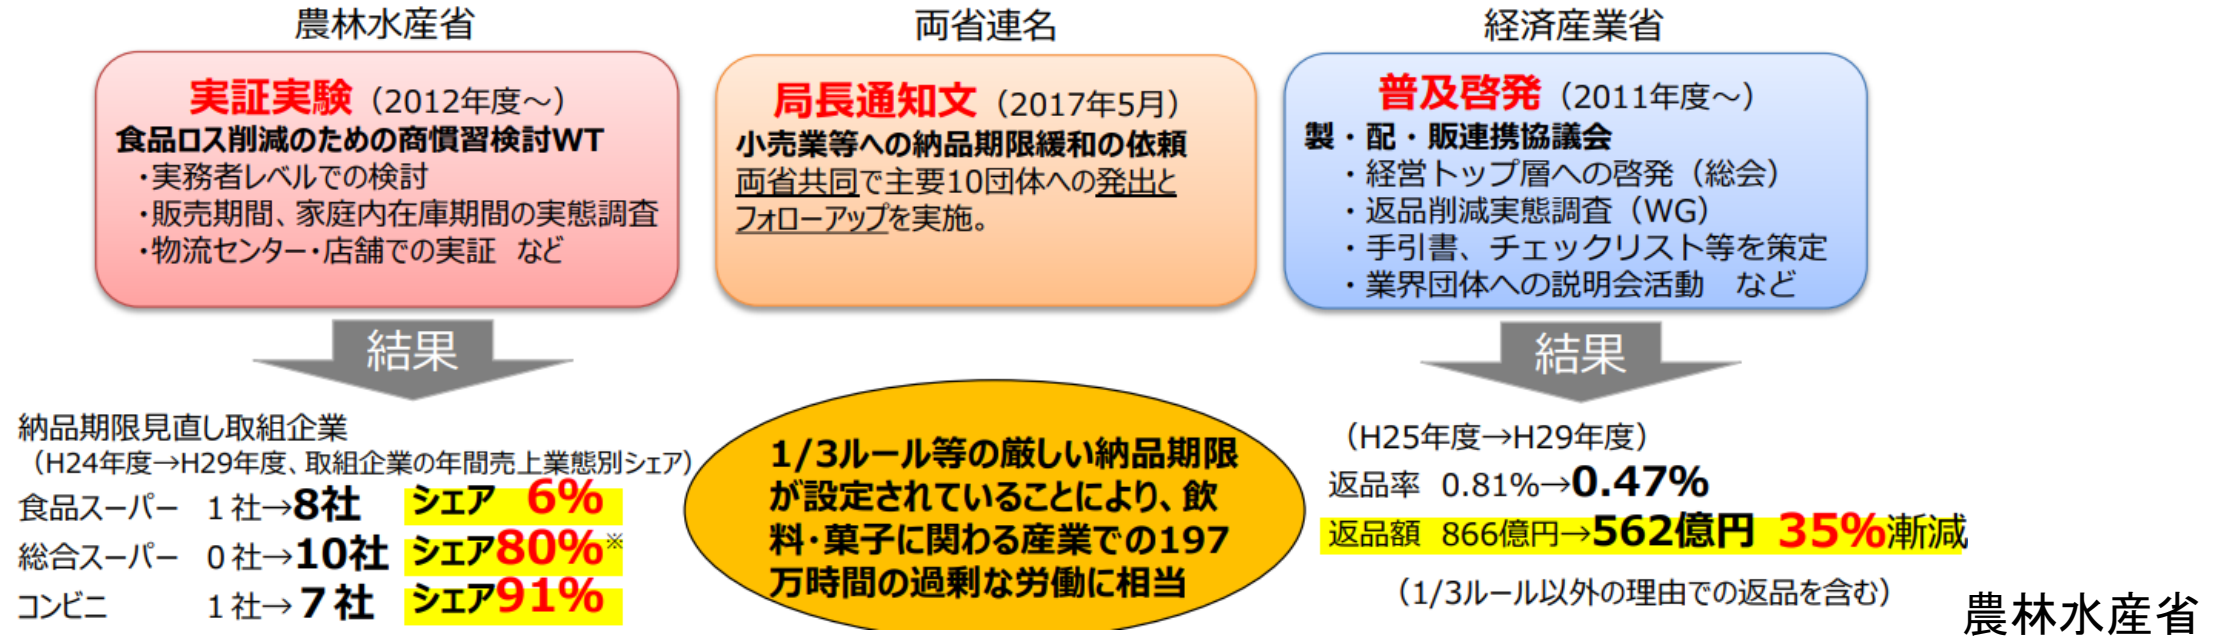 農林水産省
実証実験（2012年度～）
食品ロス削減のための商慣習検討WT
・実務者レベルでの検討
・販売期間、家庭内在庫期間の実態調査
・物流センター・店舗での実証 など
結果
納品期限見直し取組企業
（H24年度→H29年度、取組企業の年間売上業態別シェア）
食品スーパー 1社→8社 シェア 6%
総合スーパー 0社→10社 シェア80%※
コンビニ 1社→7社 シェア91%
両省連名
局長通知文（2017年5月）
小売業等への納品期限緩和の依頼
両省共同で主要10団体への発出と
フォローアップを実施。
1/3ルール等の厳しい納品期限
が設定されていることにより、飲
料・菓子に関わる産業での197
万時間の過剰な労働に相当
経済産業省
普及啓発（2011年度～）
製・配・販連携協議会
・経営トップ層への啓発（総会）
・返品削減実態調査（WG）
・手引書、チェックリスト等を策定
・業界団体への説明会活動 など
結果
（H25年度→H29年度）
返品率 0.81%→0.47%
返品額 866億円→562億円 35%漸減
（1/3ルール以外の理由での返品を含む）
農林水産省